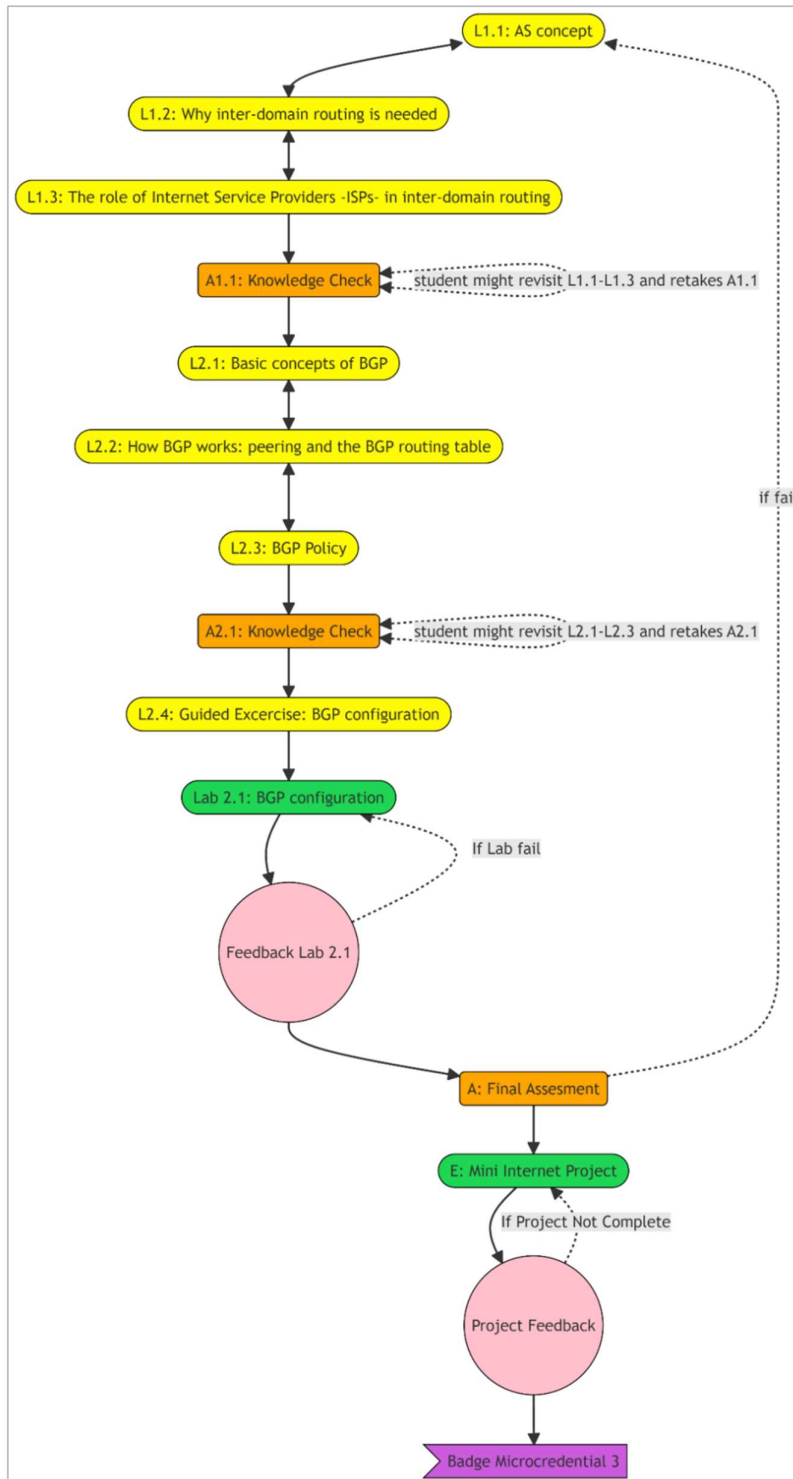 L1.1: AS concept
L1.2: Why inter-domain routing is needed
L1.3: The role of Internet Service Providers -ISPs- in inter-domain routing
A1.1: Knowledge Check
student might revisit L1.1-L1.3 and retakes A1.1
L2.1: Basic concepts of BGP
L2.2: How BGP works: peering and the BGP routing table
if fai
L2.3: BGP Policy
A2.1: Knowledge Check
student might revisit L2.1-L2.3 and retakes A2.1
L2.4: Guided Excercise: BGP configuration
Lab 2.1: BGP configuration
If Lab fail
Feedback Lab 2.1
A: Final Assesment
E: Mini Internet Project
If Project Not Complete
Project Feedback
Badge Microcredential 3